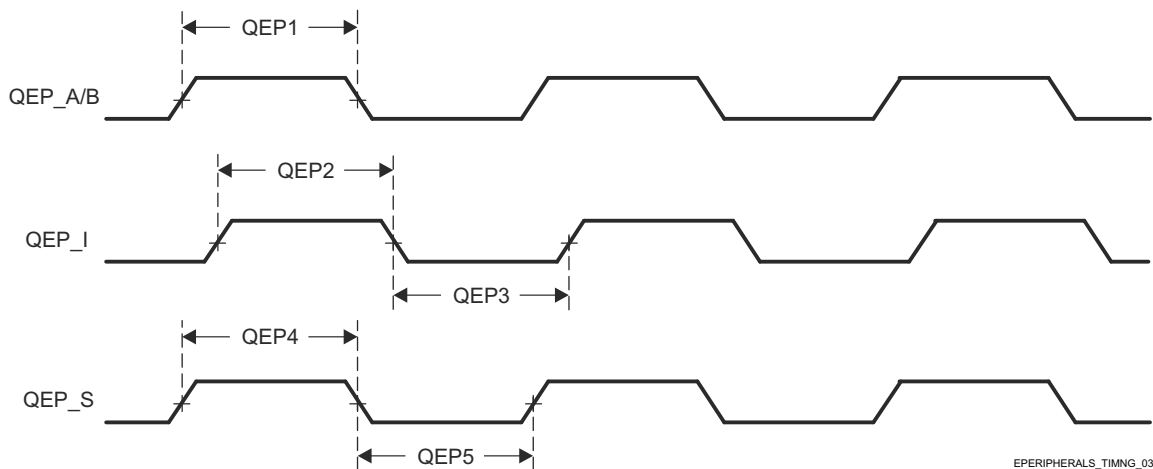 QEP1
QEP_A/B
QEP2
QEP_I
QEP3
QEP4
QEP_S
QEP5
EPERIPHERALS_TIMNG_03